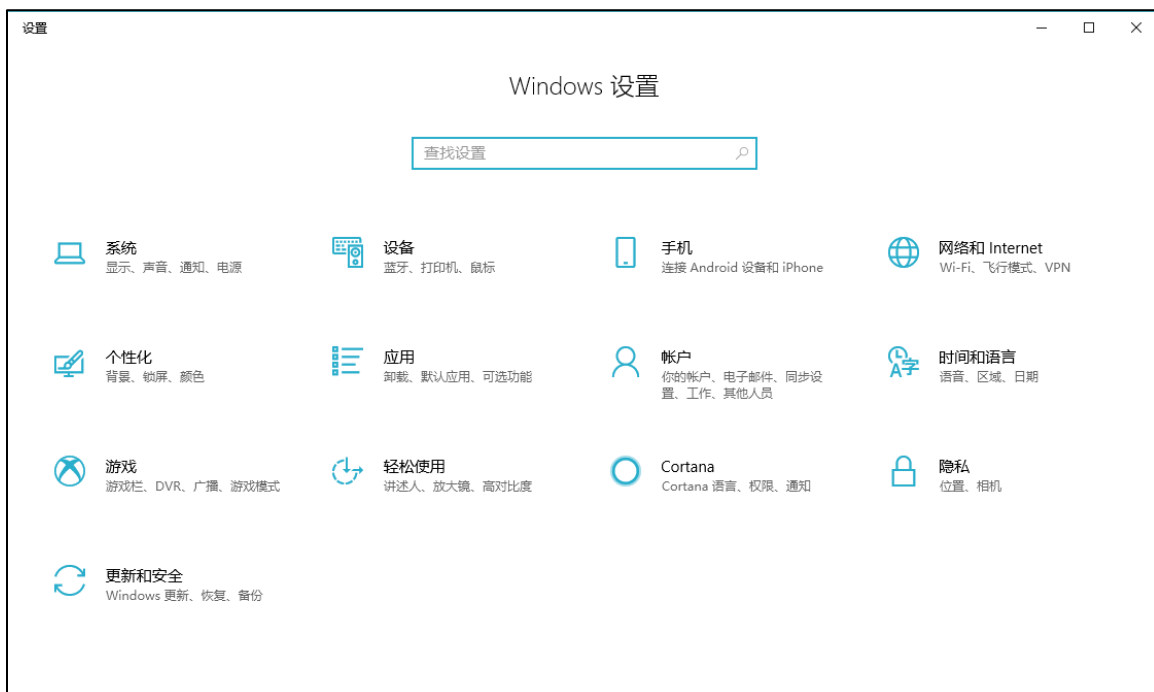 设置
Windows 设置
查找设置
系统
显示、声音、通知、电源
设备
蓝牙、打印机、鼠标
手机
连接 Android 设备和 iPhone
网络和 Internet
Wi-Fi、飞行模式、VPN
个性化
背景、锁屏、颜色
应用
卸载、默认应用、可选功能
帐户
你的帐户、电子邮件、同步设
置、工作、其他人员
时间和语言
语音、区域、日期
游戏
游戏栏、DVR、广播、游戏模式
轻松使用
讲述人、放大镜、高对比度
Cortana
Cortana 语言、权限、通知
隐私
位置、相机
更新和安全
Windows 更新、恢复、备份